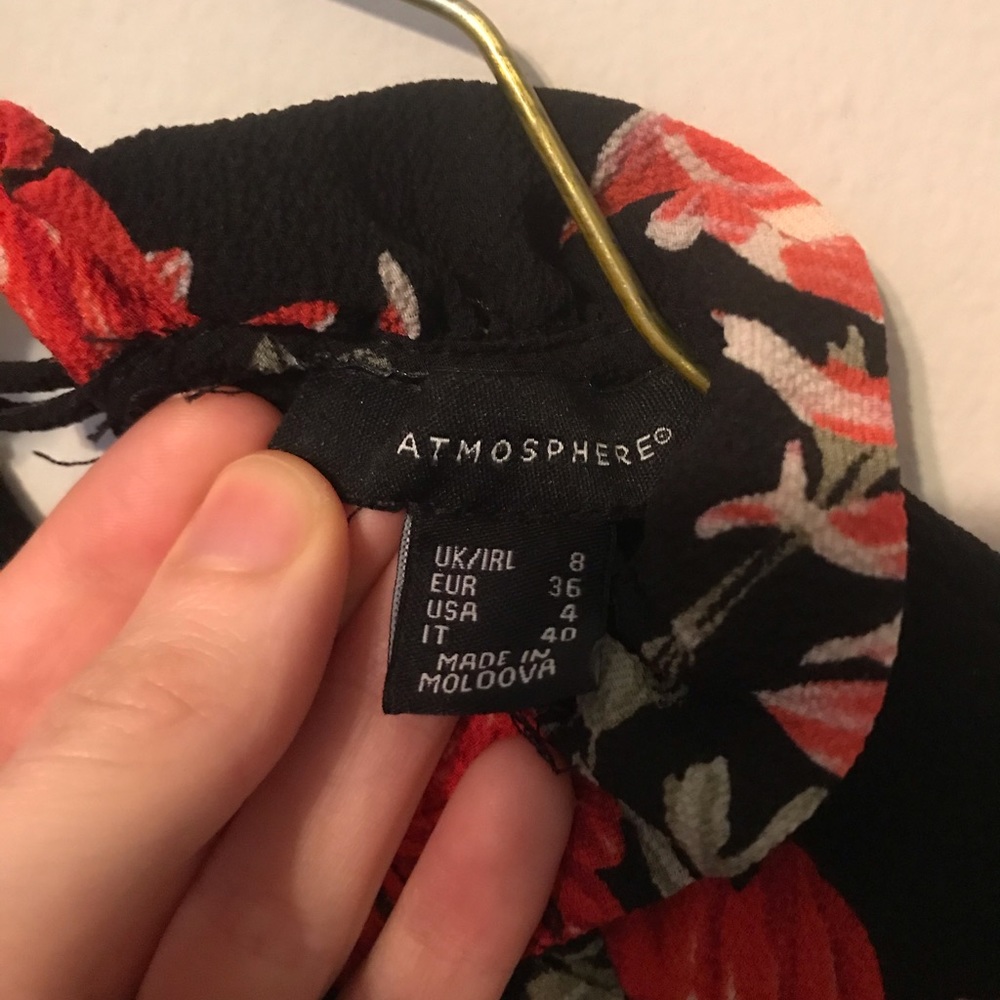 ATMOSPHERE®
UK/IRL 8
EUR 36
USA 4
IT 40
MADE IN
MOLDOVA